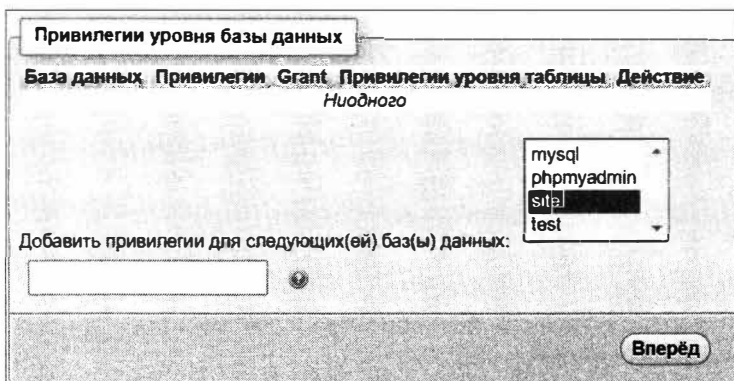 Привилегии уровня базы данных
База данных Привилегии Grant Привилегии уровня таблицы Действие
Ниодного
mysql
phpmyadmin
site
test
Добавить привилегии для следующих(ей) баз(ы) данных:
Вперёд